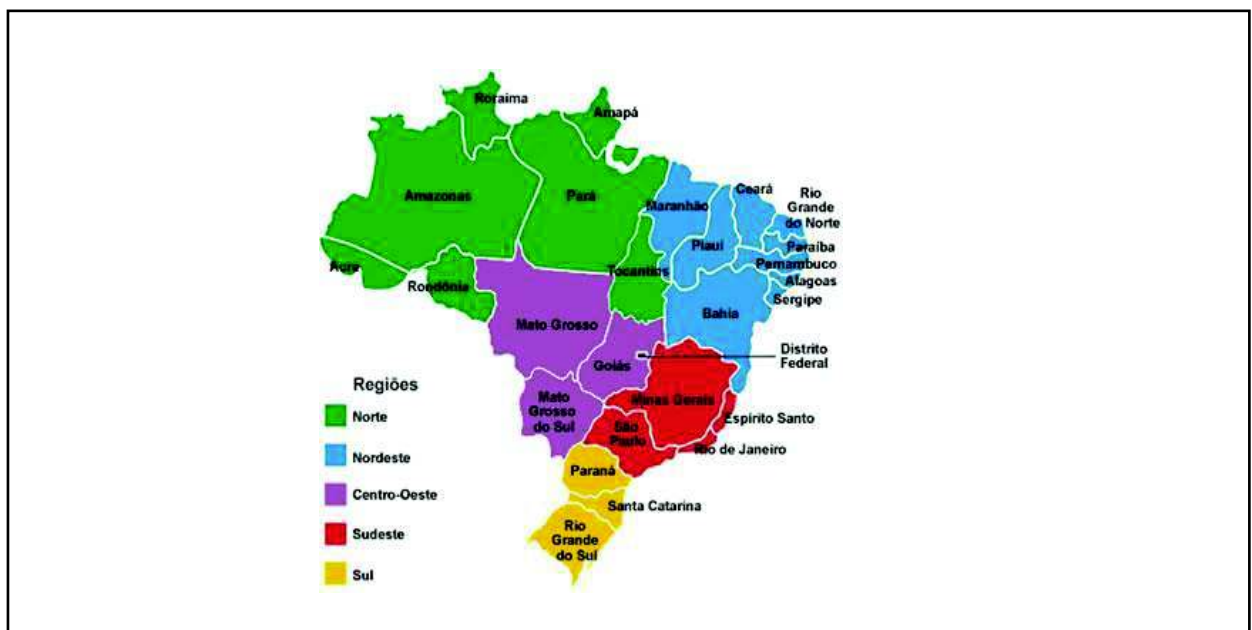 Roraima
Amapá
Amazonas
Pará
Maranhão
Ceará
Rio
Grande
do Norte
Piauí
Paraíba
Pernambuco
Alagoas
Sergipe
Acre
Rondônia
Tocantins
Bahia
Mato Grosso
Distrito
Federal
Goiás
Mato
Grosso
do Sul
Minas Gerais
Espírito Santo
São
Paulo
Rio de Janeiro
Paraná
Santa Catarina
Rio
Grande
do Sul
Regiões
Norte
Nordeste
Centro-Oeste
Sudeste
Sul